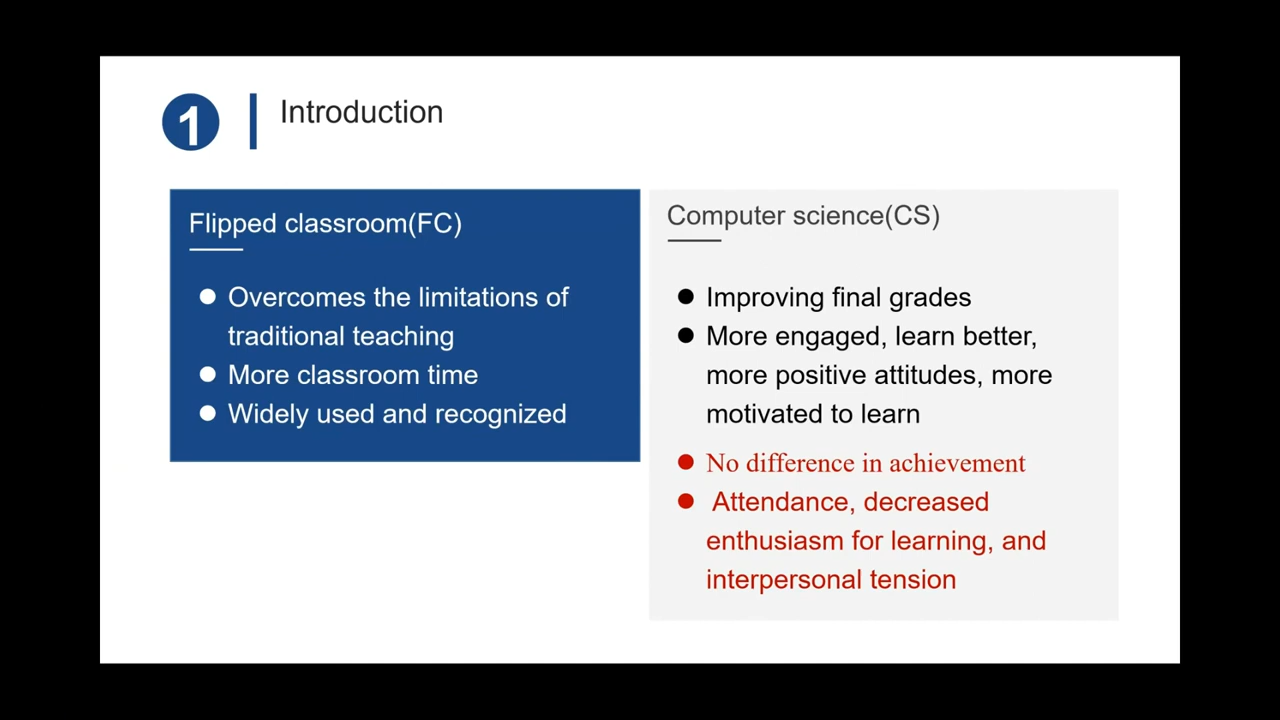 1
Introduction
Flipped classroom(FC)
Overcomes the limitations of
traditional teaching
More classroom time
Widely used and recognized
Computer science(CS)
Improving final grades
More engaged, learn better,
more positive attitudes, more
motivated to learn
No difference in achievement
Attendance, decreased
enthusiasm for learning, and
interpersonal tension